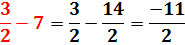 3/2 − 7 = 3/2 − 14/2 = −11/2